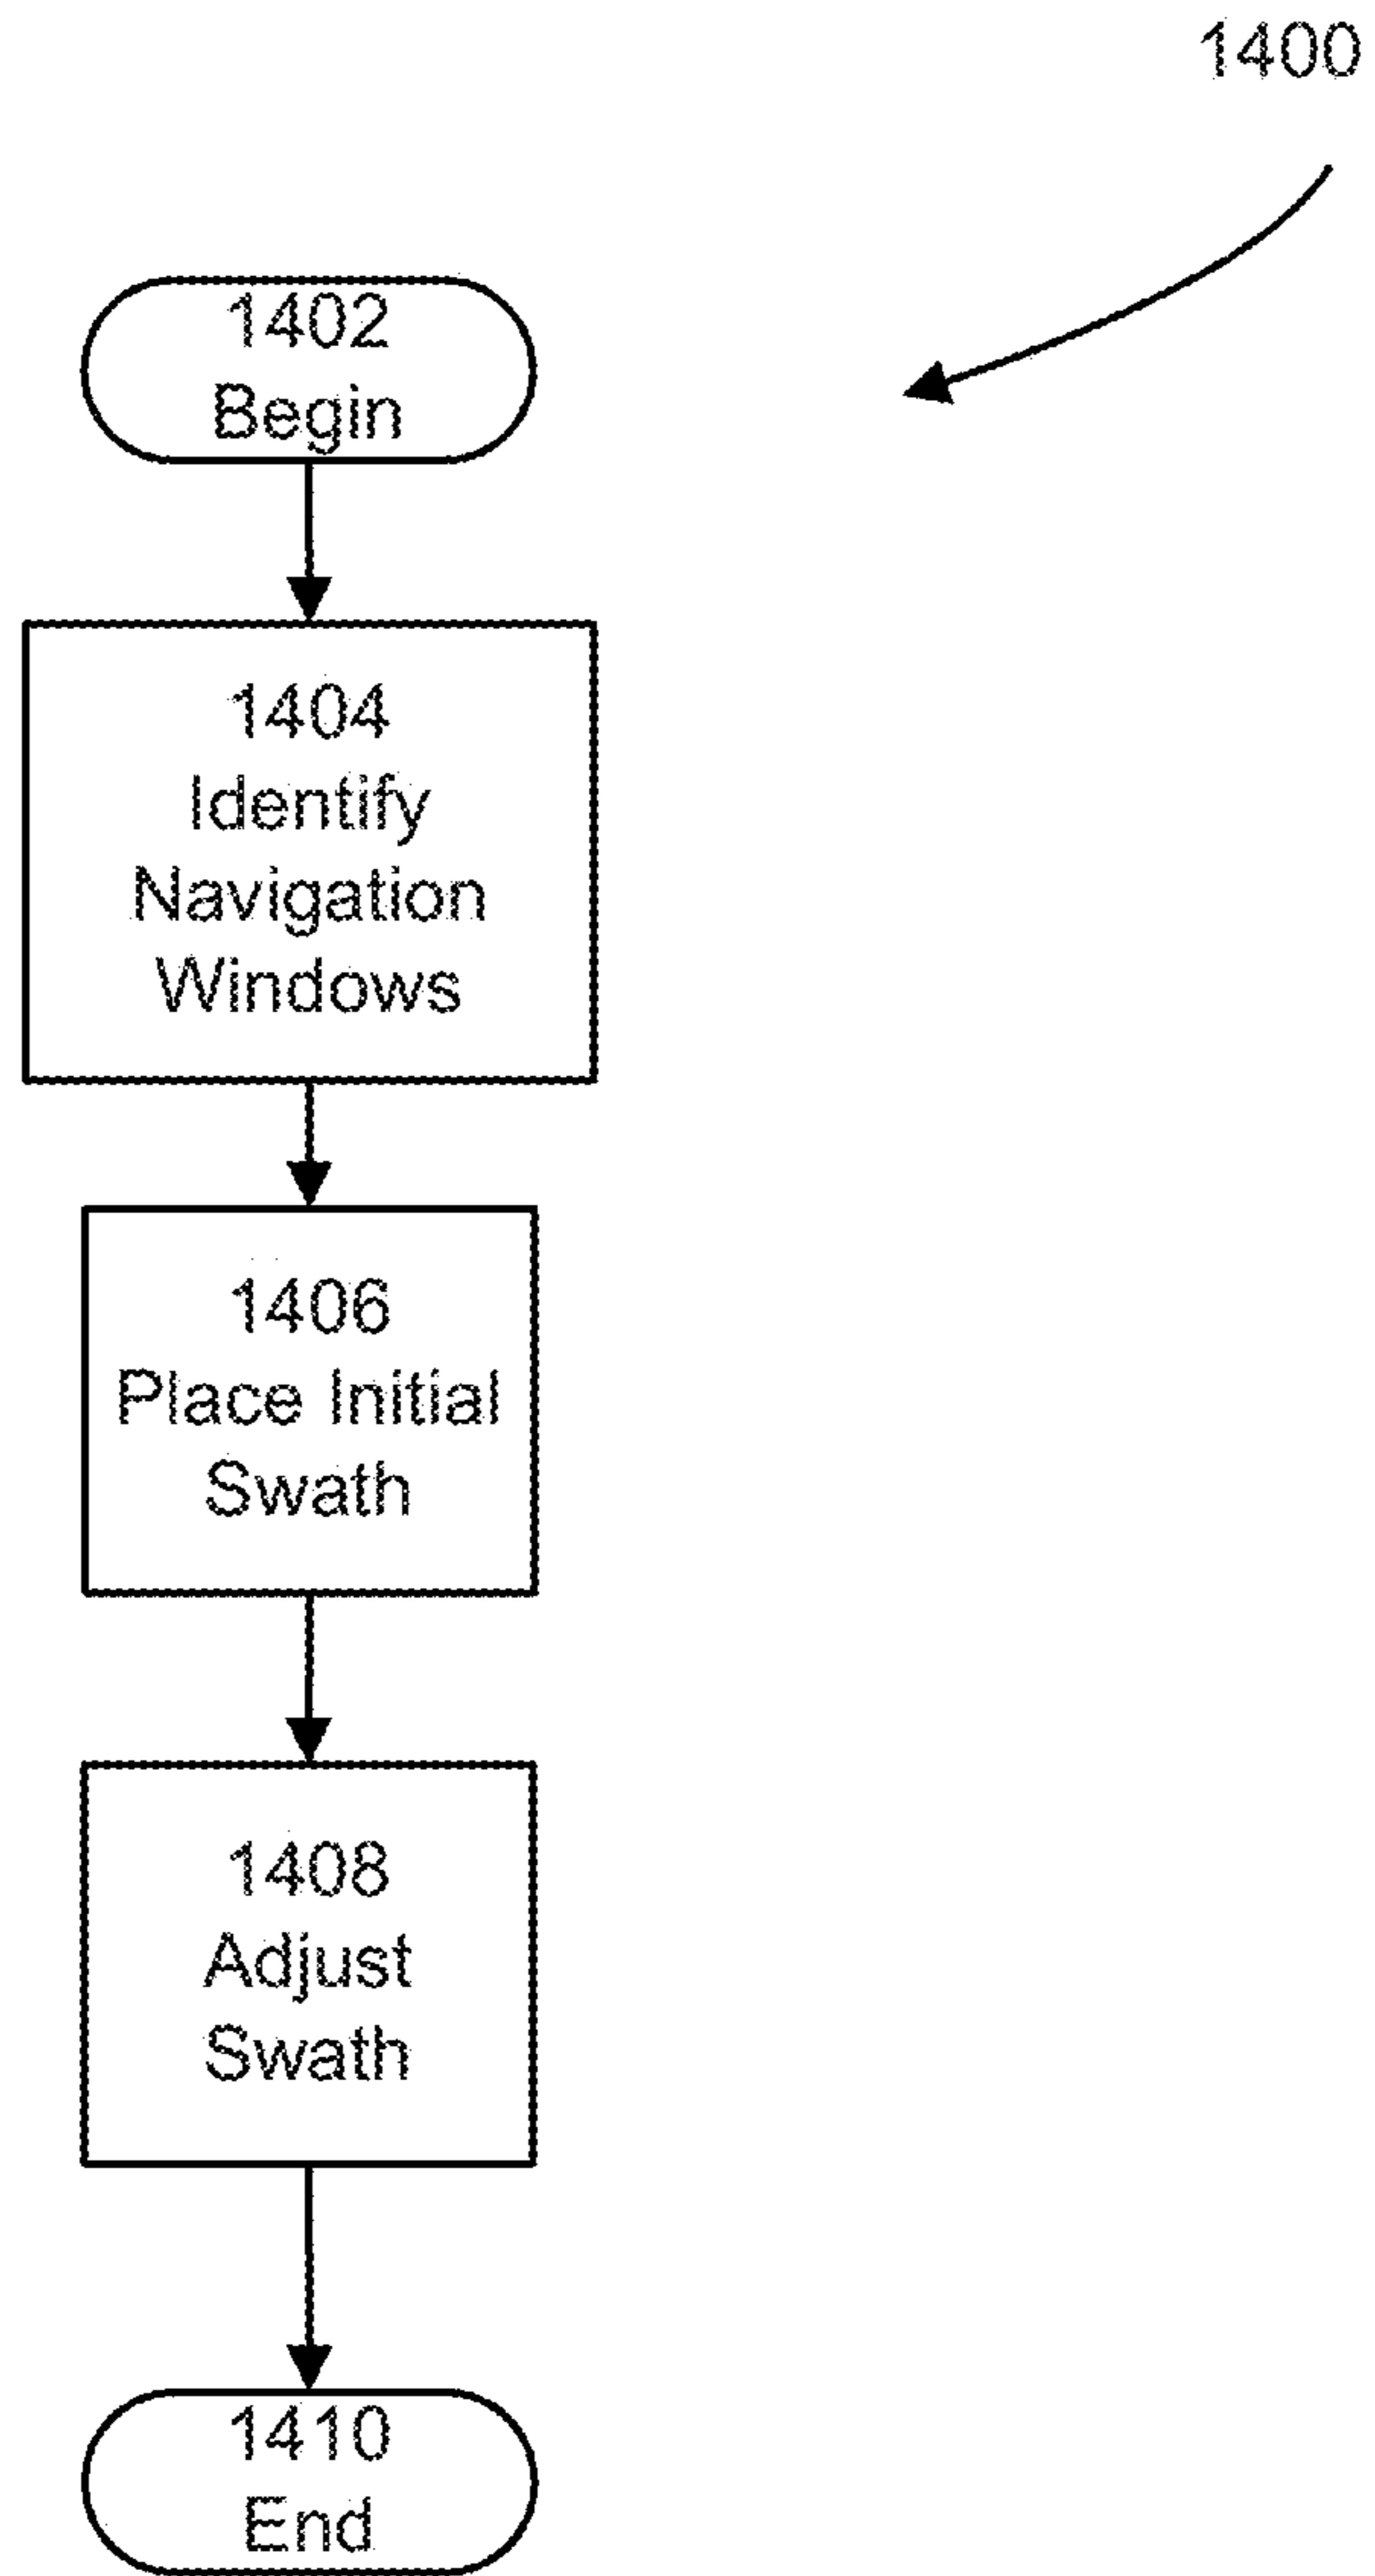 1400
1402
Begin
1404
Identify
Navigation
Windows
1406
Place Initial
Swath
1408
Adjust
Swath
1410
End